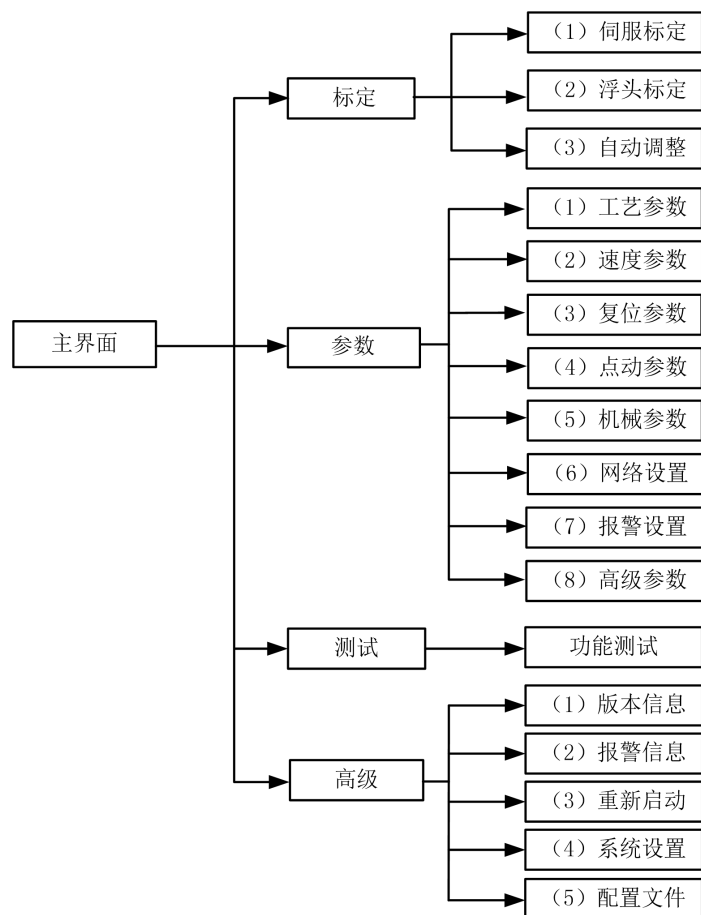 主界面
标定
（1）伺服标定
（2）浮头标定
（3）自动调整
参数
（1）工艺参数
（2）速度参数
（3）复位参数
（4）点动参数
（5）机械参数
（6）网络设置
（7）报警设置
（8）高级参数
测试
功能测试
高级
（1）版本信息
（2）报警信息
（3）重新启动
（4）系统设置
（5）配置文件